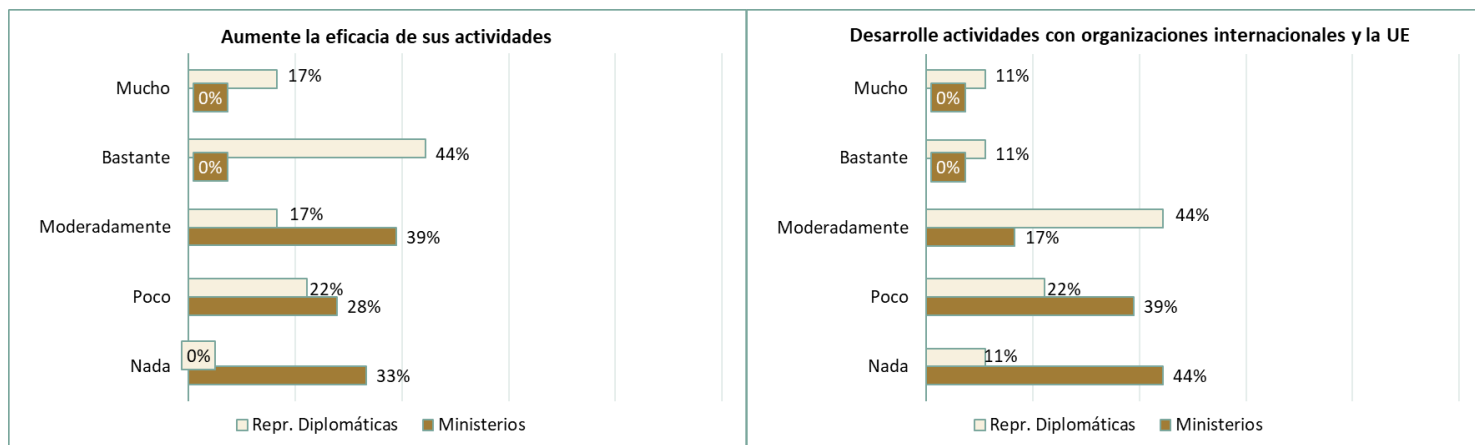 Aumente la eficacia de sus actividades
Mucho
17%
0%
Bastante
44%
0%
Moderadamente
17%
39%
Poco
22%
28%
Nada
0%
33%
Repr. Diplomáticas Ministerios
Desarrolle actividades con organizaciones internacionales y la UE
Mucho
11%
0%
Bastante
11%
0%
Moderadamente
44%
17%
Poco
22%
39%
Nada
11%
44%
Repr. Diplomáticas Ministerios